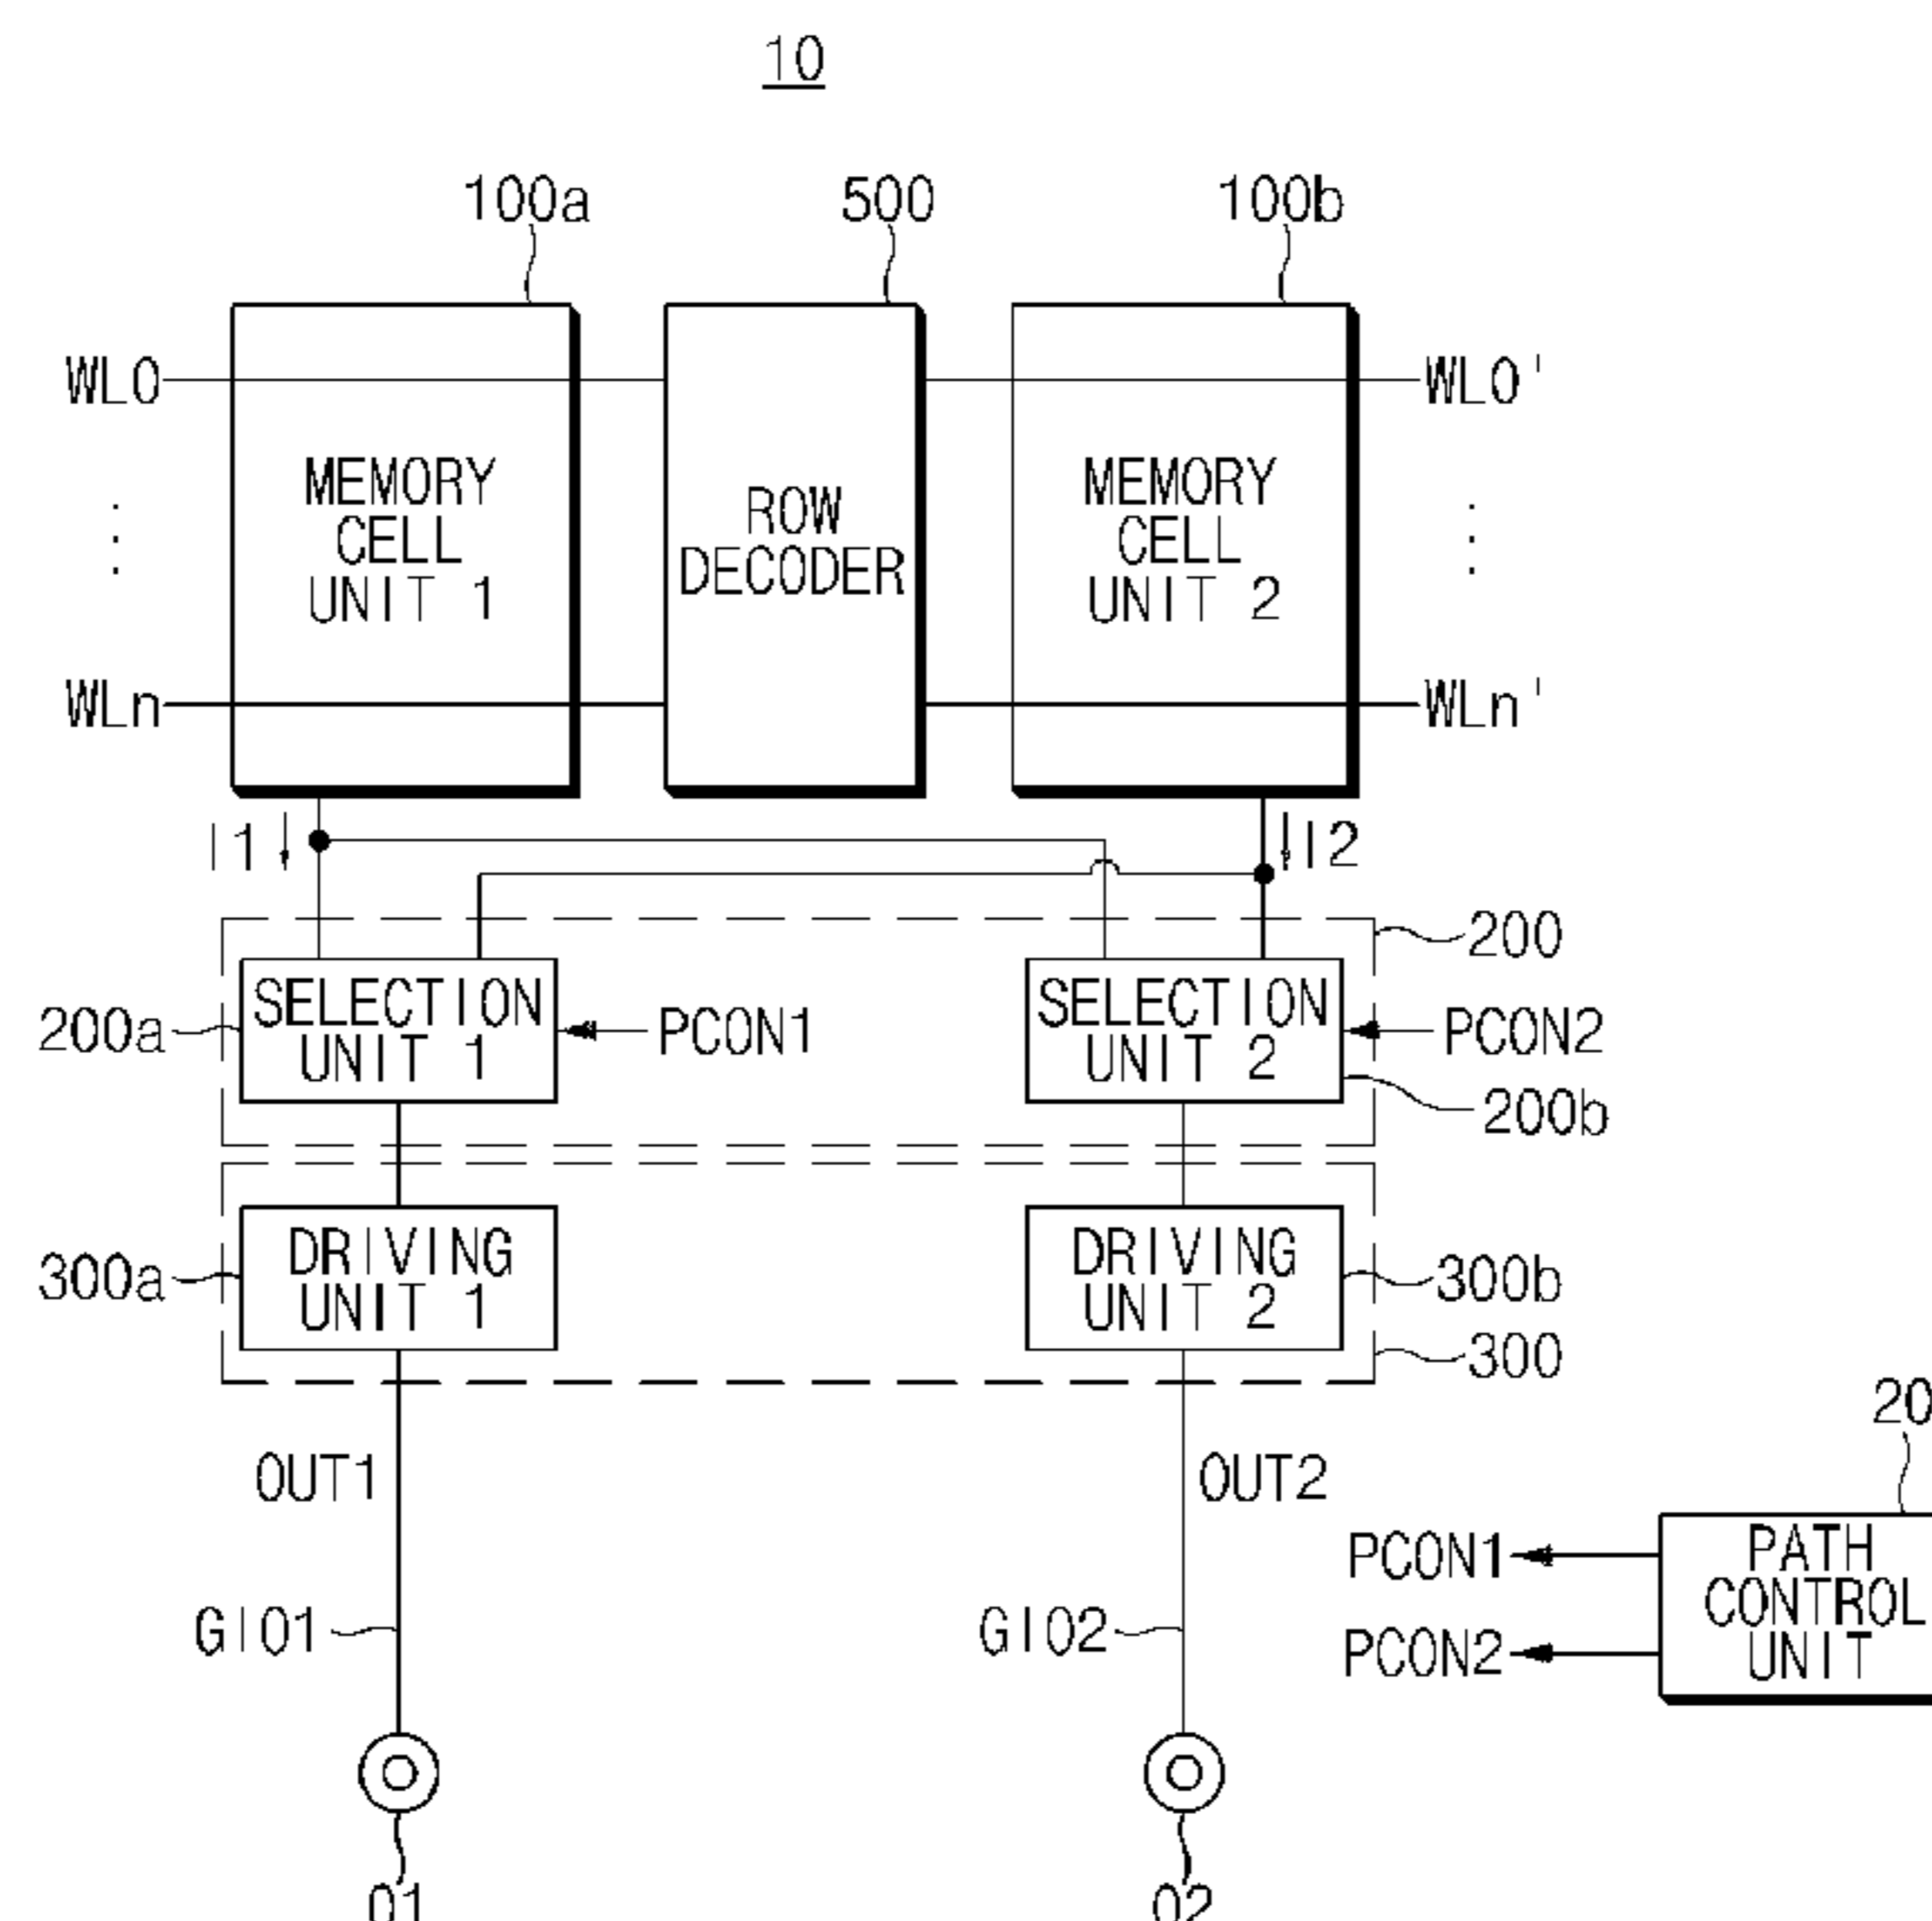 10
100a
500
100b
WL0
WL0'
MEMORY
CELL
UNIT 1
ROW
DECODER
MEMORY
CELL
UNIT 2
WLn
WLn'
I1
I2
200
SELECTION
UNIT 1
200a
PCON1
SELECTION
UNIT 2
PCON2
200b
DRIVING
UNIT 1
300a
DRIVING
UNIT 2
300b
300
OUT1
OUT2
PCON1
PCON2
PATH
CONTROL
UNIT
GIO1
GIO2
O1
O2